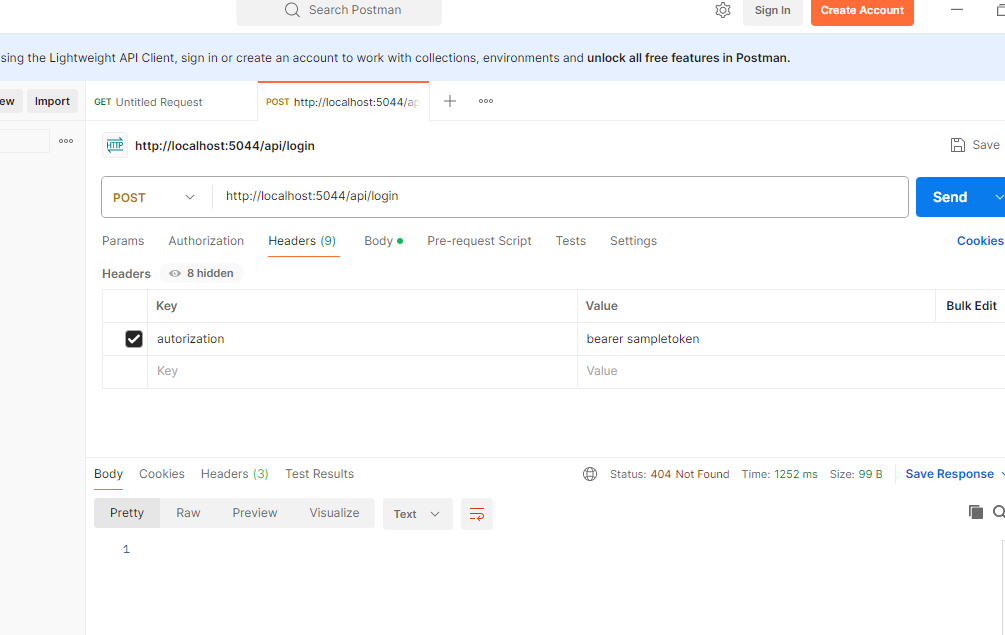 Search Postman
Sign In
Create Account
sing the Lightweight API Client, sign in or create an account to work with collections, environments and unlock all free features in Postman.
ew
Import
GET Untitled Request
POST http://localhost:5044/ap
HTTP
http://localhost:5044/api/login
Save
POST
http://localhost:5044/api/login
Send
Params
Authorization
Headers (9)
Body
Pre-request Script
Tests
Settings
Cookies
Headers
8 hidden
Key
Value
Bulk Edit
autorization
bearer sampletoken
Key
Value
Body
Cookies
Headers (3)
Test Results
Status: 404 Not Found
Time: 1252 ms
Size: 99 B
Save Response
Pretty
Raw
Preview
Visualize
Text
1